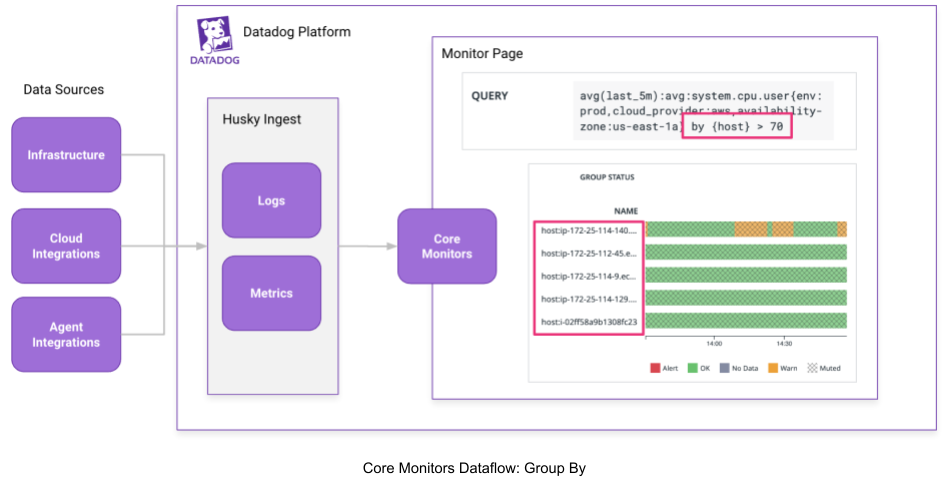 Data Sources
Infrastructure
Cloud
Integrations
Agent
Integrations
DATADOG
Datadog Platform
Husky Ingest
Logs
Metrics
Core
Monitors
Monitor Page
QUERY
avg(last_5m):avg:system.cpu.user{env:
prod,cloud_provider:aws,availability-
zone:us-east-1a} by {host} > 70
GROUP STATUS
NAME
host:ip-172-25-114-140....
host:ip-172-25-112-45.e...
host:ip-172-25-114-9.ec...
host:ip-172-25-114-129....
host:i-02ff58a9b1308fc23
14:00 14:30
Alert OK No Data Warn Muted
Core Monitors Dataflow: Group By